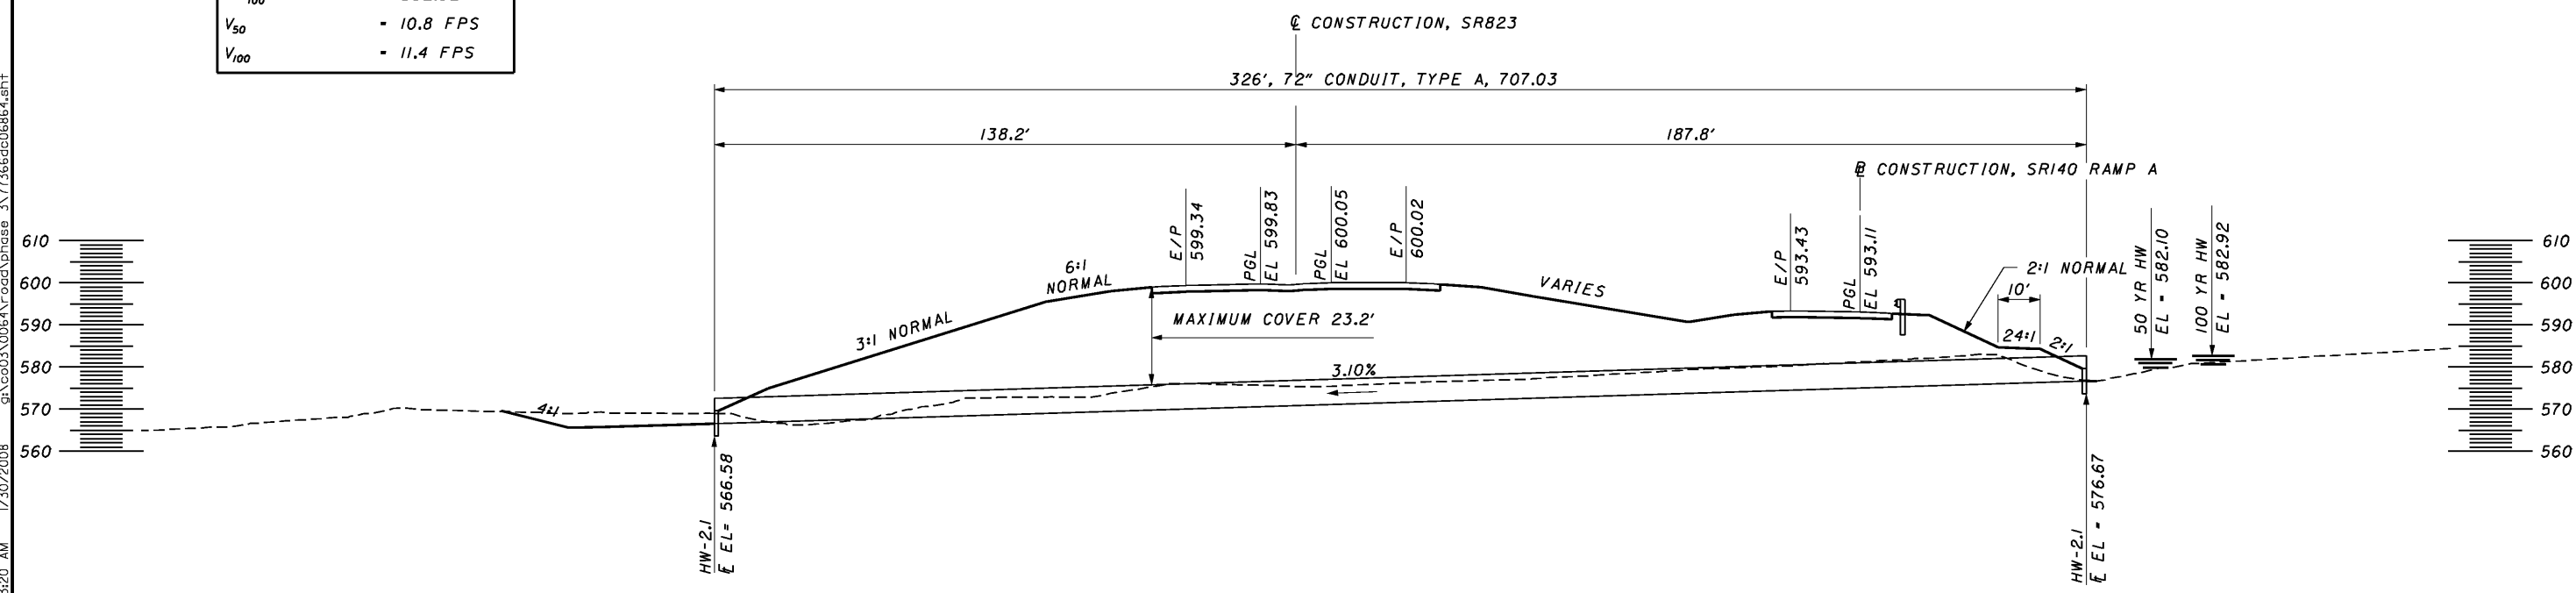 V50 = 10.8 FPS
V100 = 11.4 FPS
℄ CONSTRUCTION, SR823
326', 72" CONDUIT, TYPE A, 707.03
138.2'
187.8'
℞ CONSTRUCTION, SR140 RAMP A
E/P
599.34
PGL
EL 599.83
PGL
EL 600.05
E/P
600.02
E/P
593.43
PGL
EL 593.11
50 YR HW
EL = 582.10
100 YR HW
EL = 582.92
610
600
590
580
570
560
6:1
NORMAL
3:1 NORMAL
VARIES
2:1 NORMAL
10'
24:1
2:1
MAXIMUM COVER 23.2'
3.10%
4:1
610
600
590
580
570
560
HW-2.1
EL= 566.58
HW-2.1
EL = 576.67
1/30/2008